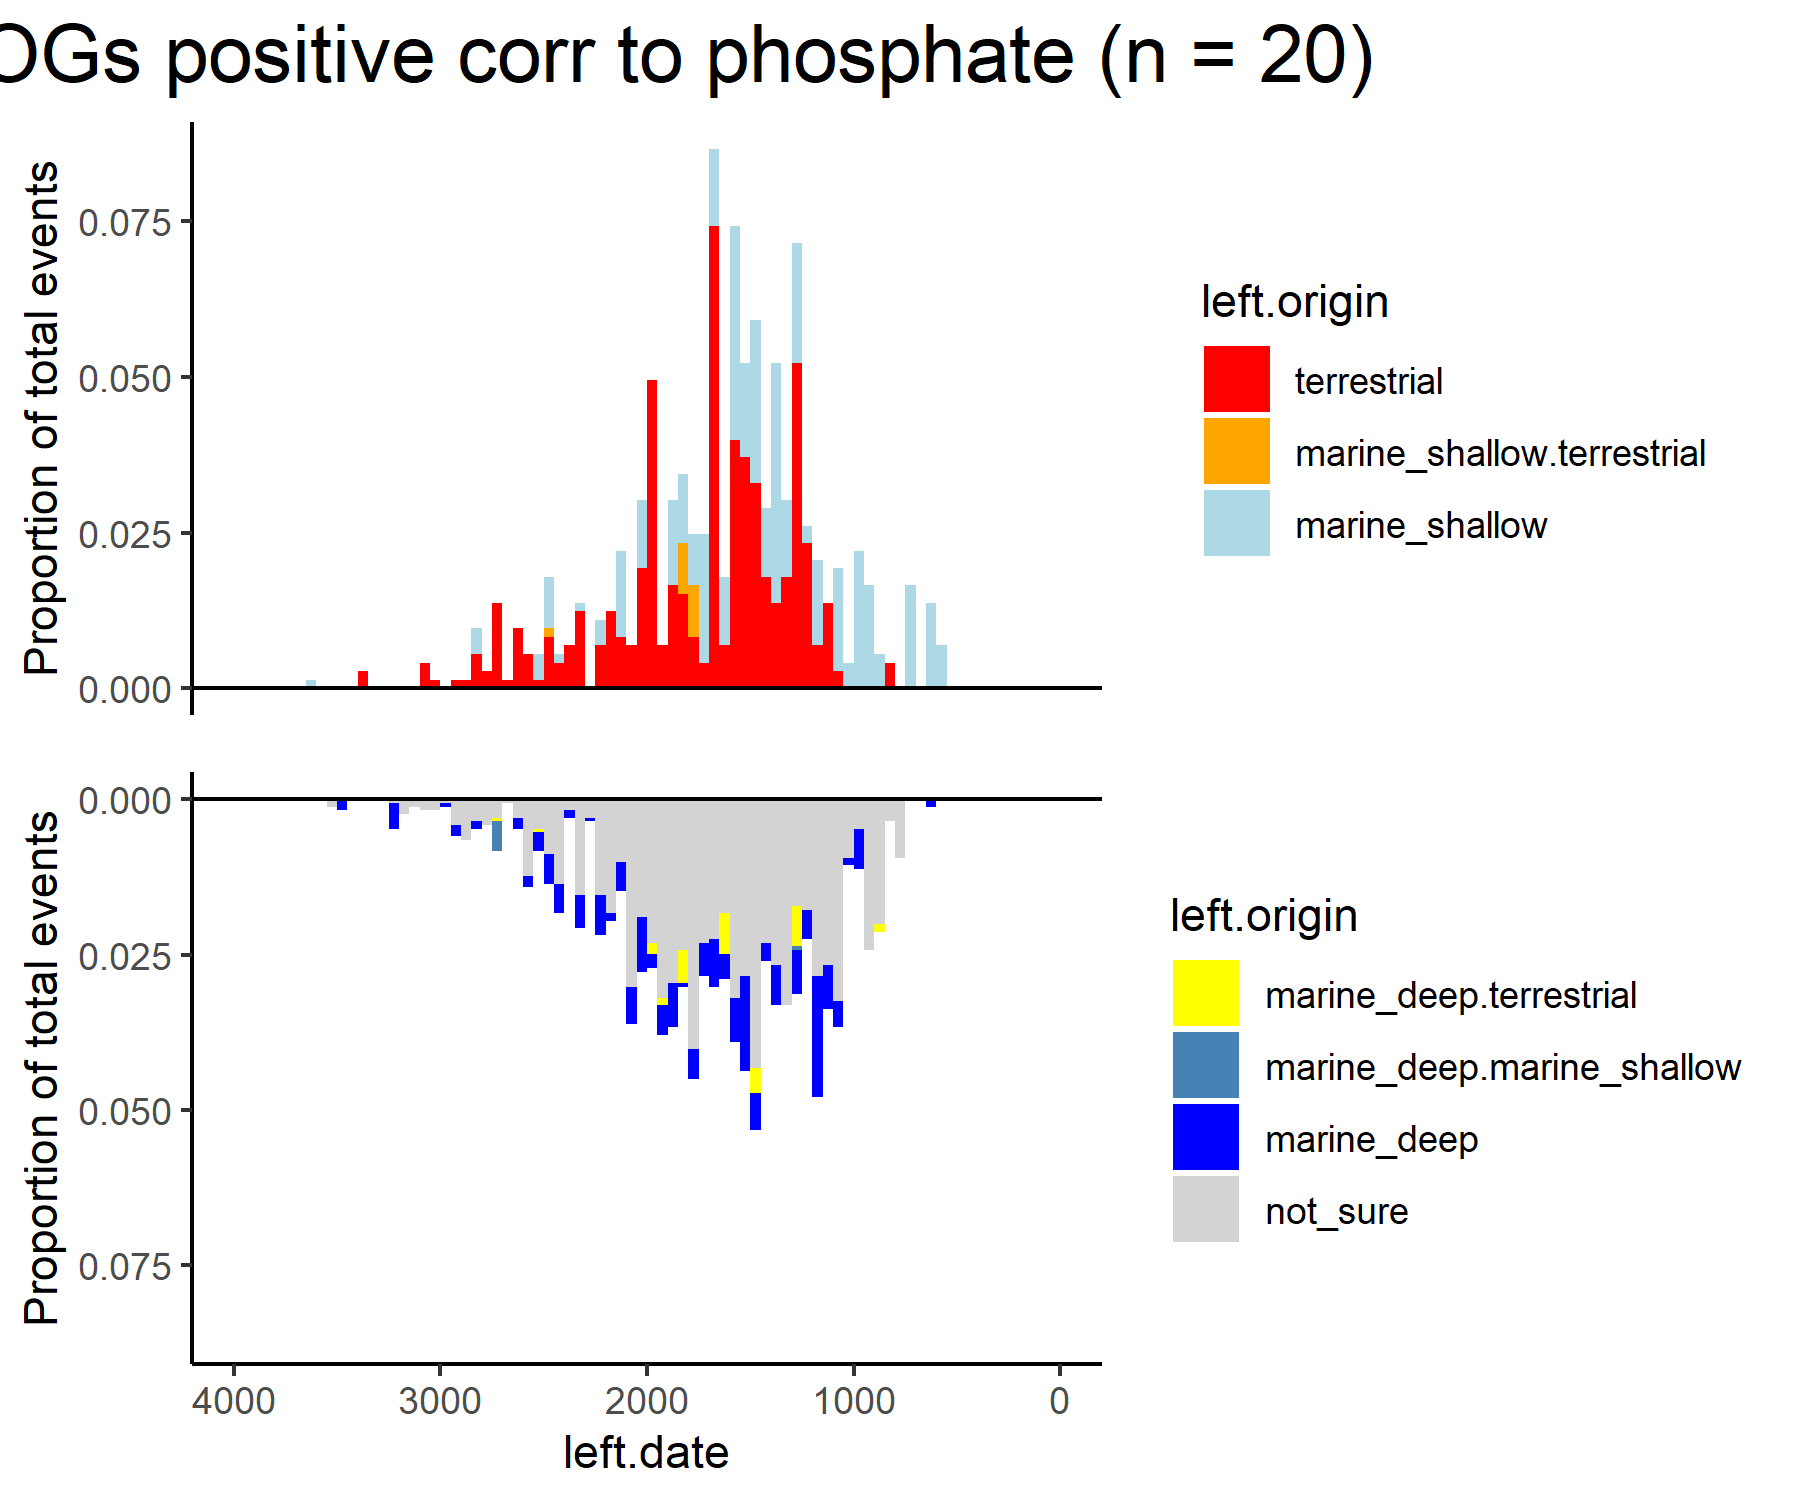 OGs positive corr to phosphate (n = 20)
Proportion of total events
0.075
0.050
0.025
0.000
left.origin
terrestrial
marine_shallow.terrestrial
marine_shallow
Proportion of total events
0.000
0.025
0.050
0.075
left.origin
marine_deep.terrestrial
marine_deep.marine_shallow
marine_deep
not_sure
4000 3000 2000 1000 0
left.date